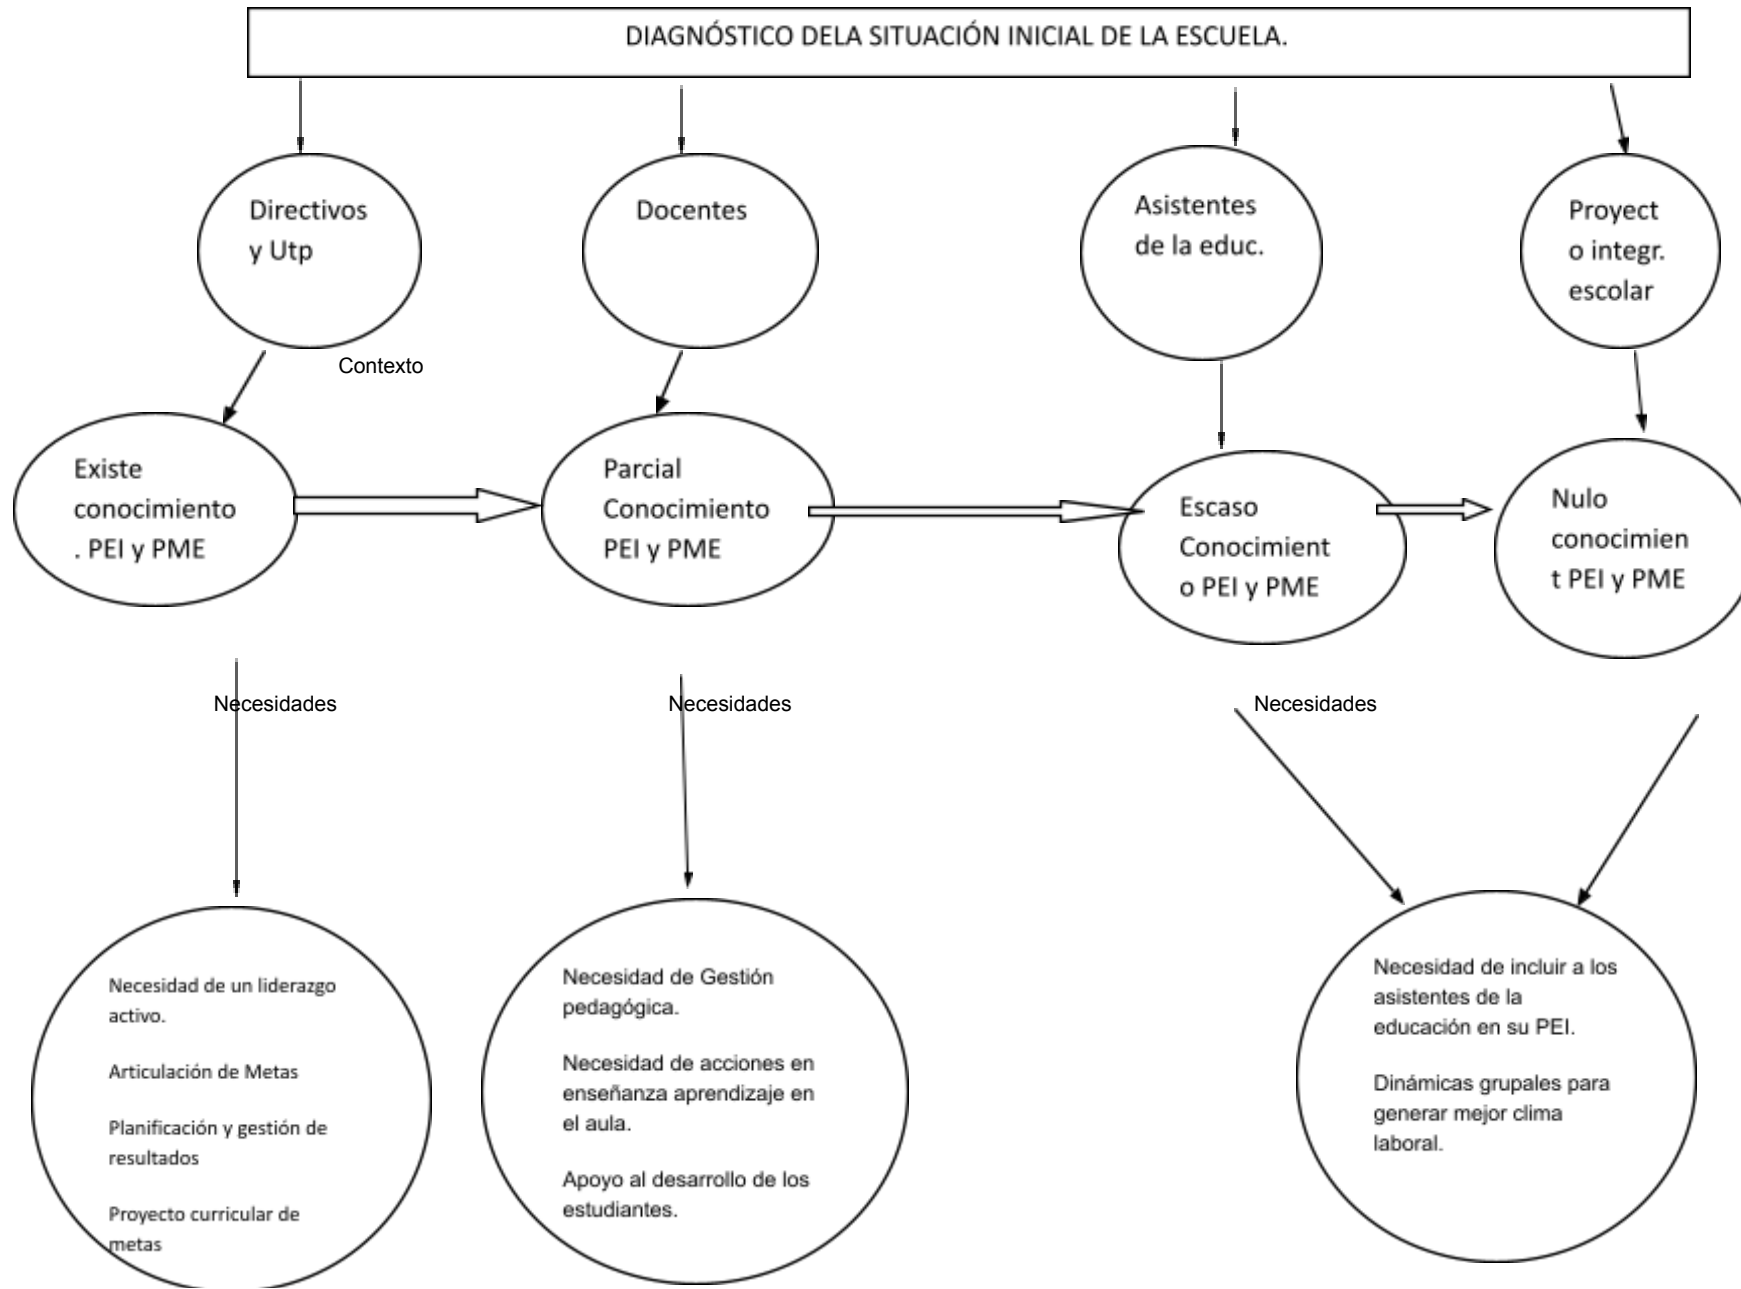 DIAGNÓSTICO DELA SITUACIÓN INICIAL DE LA ESCUELA.
Directivos
y Utp
Docentes
Asistentes
de la educ.
Proyect
o integr.
escolar
Contexto
Existe
conocimiento
. PEI y PME
Parcial
Conocimiento
PEI y PME
Escaso
Conocimient
o PEI y PME
Nulo
conocimien
t PEI y PME
Necesidades
Necesidades
Necesidades
Necesidad de un liderazgo
activo.
Articulación de Metas
Planificación y gestión de
resultados
Proyecto curricular de
metas
Necesidad de Gestión
pedagógica.
Necesidad de acciones en
enseñanza aprendizaje en
el aula.
Apoyo al desarrollo de los
estudiantes.
Necesidad de incluir a los
asistentes de la
educación en su PEI.
Dinámicas grupales para
generar mejor clima
laboral.